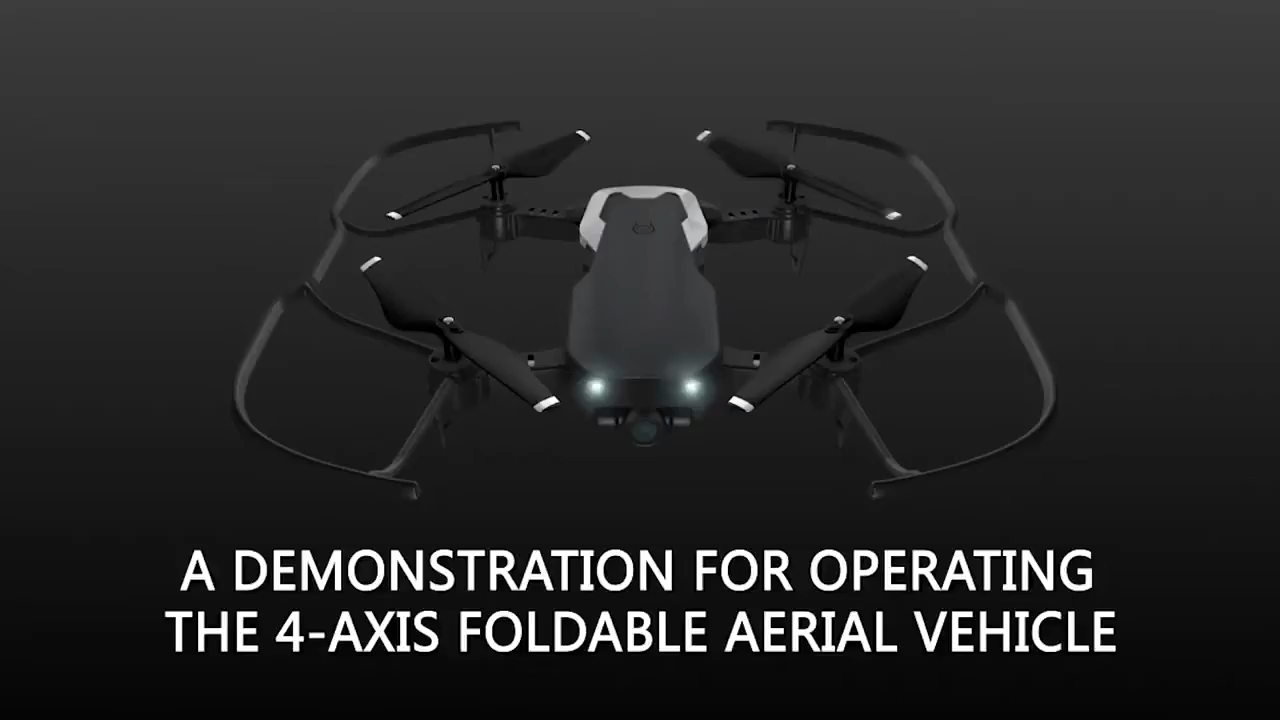 A DEMONSTRATION FOR OPERATING
THE 4-AXIS FOLDABLE AERIAL VEHICLE